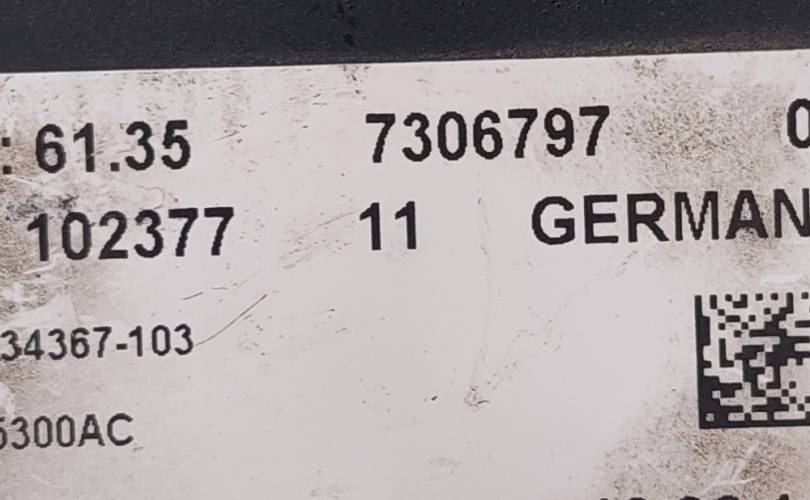 : 61.35 7306797 0
102377 11 GERMAN
34367-103
5300AC